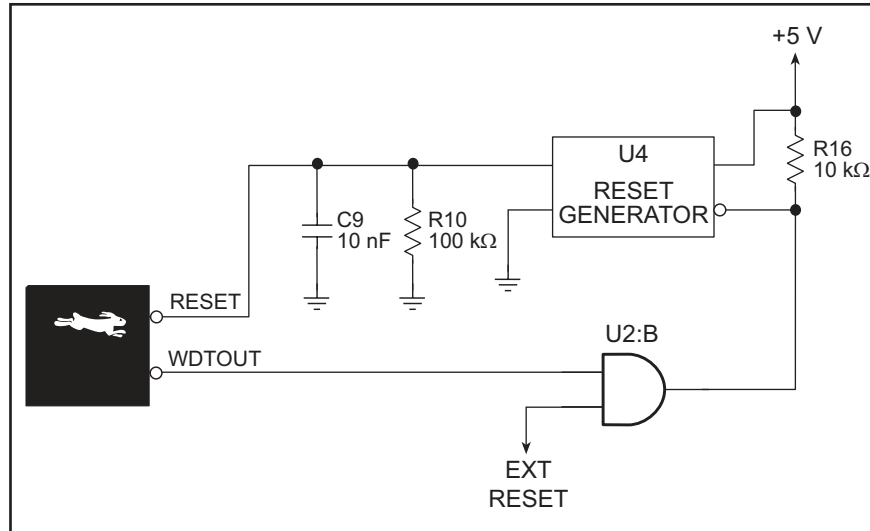 +5 V
U4
RESET
GENERATOR
R16
10 kΩ
C9
10 nF
R10
100 kΩ
RESET
WDTOUT
U2:B
EXT
RESET